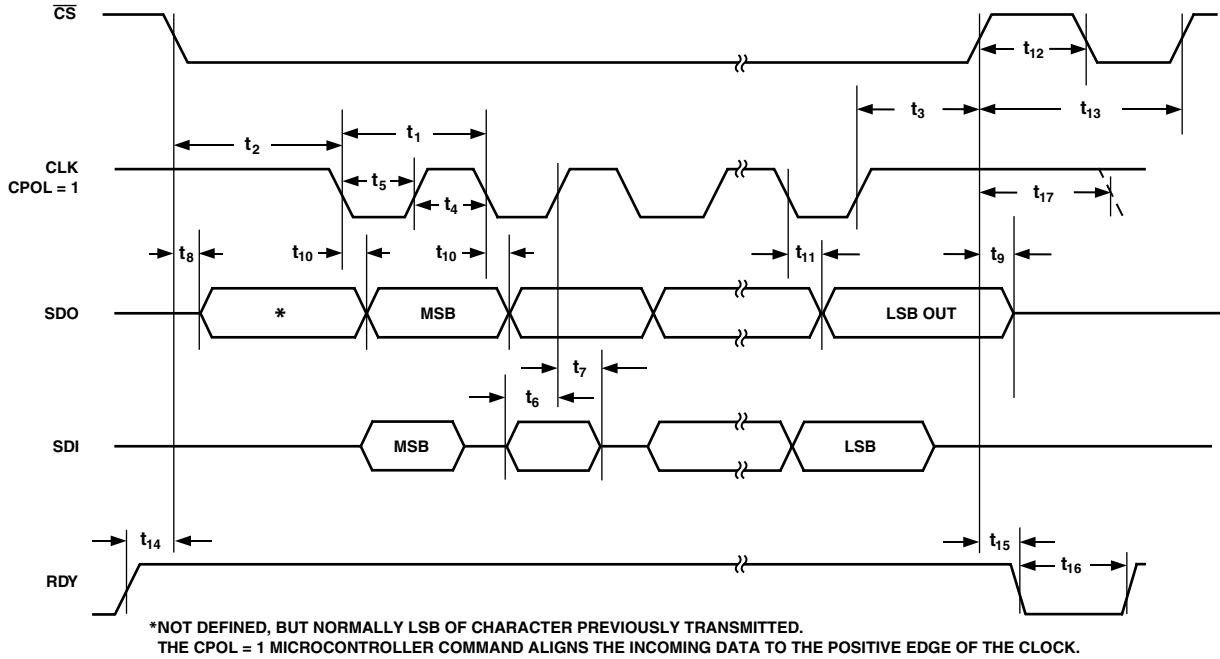 CS
t12
t3
t13
t1
t2
CLK
CPOL = 1
t5
t4
t17
t8
t10
t10
t11
t9
SDO
*
MSB
LSB OUT
t7
t6
SDI
MSB
LSB
t14
t15
t16
RDY
*NOT DEFINED, BUT NORMALLY LSB OF CHARACTER PREVIOUSLY TRANSMITTED.
THE CPOL = 1 MICROCONTROLLER COMMAND ALIGNS THE INCOMING DATA TO THE POSITIVE EDGE OF THE CLOCK.